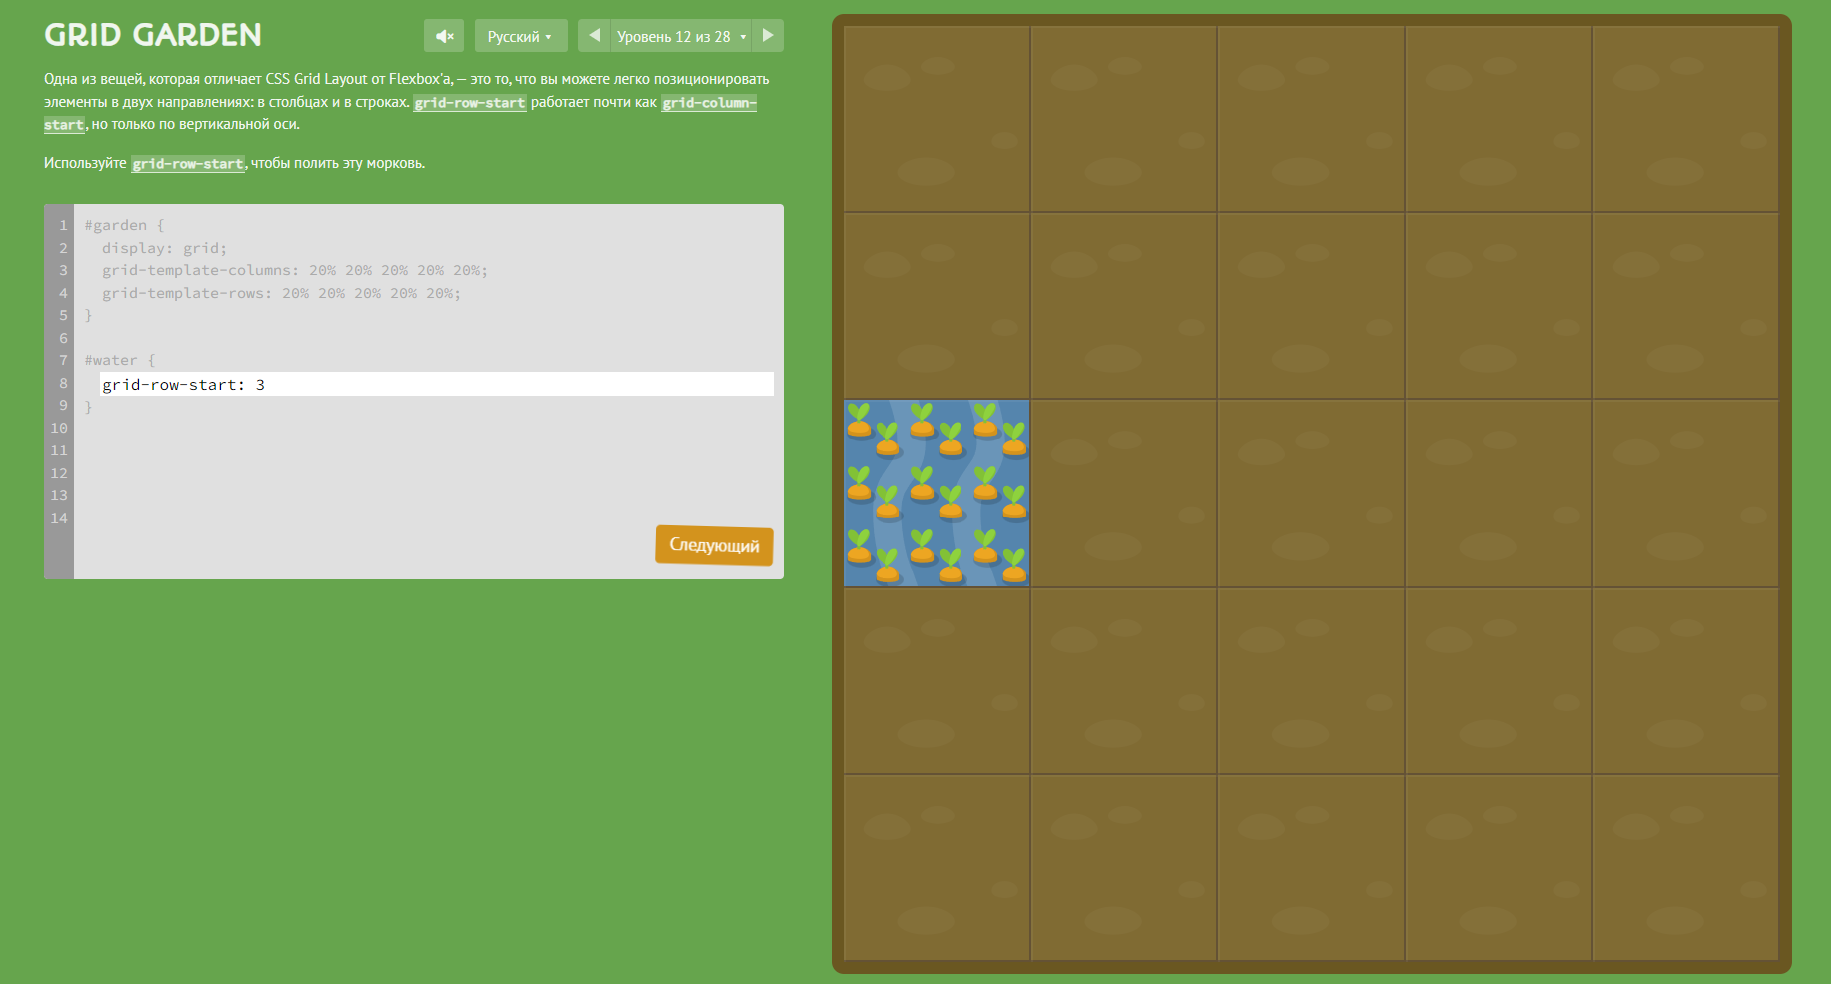 GRID GARDEN
Русский ▾
Уровень 12 из 28 ▾
Одна из вещей, которая отличает CSS Grid Layout от Flexbox'а, — это то, что вы можете легко позиционировать
элементы в двух направлениях: в столбцах и в строках. grid-row-start работает почти как grid-column-
start, но только по вертикальной оси.
Используйте grid-row-start, чтобы полить эту морковь.
1 #garden {
2 display: grid;
3 grid-template-columns: 20% 20% 20% 20% 20%;
4 grid-template-rows: 20% 20% 20% 20% 20%;
5 }
6
7 #water {
8 grid-row-start: 3
9 }
10
11
12
13
14
Следующий